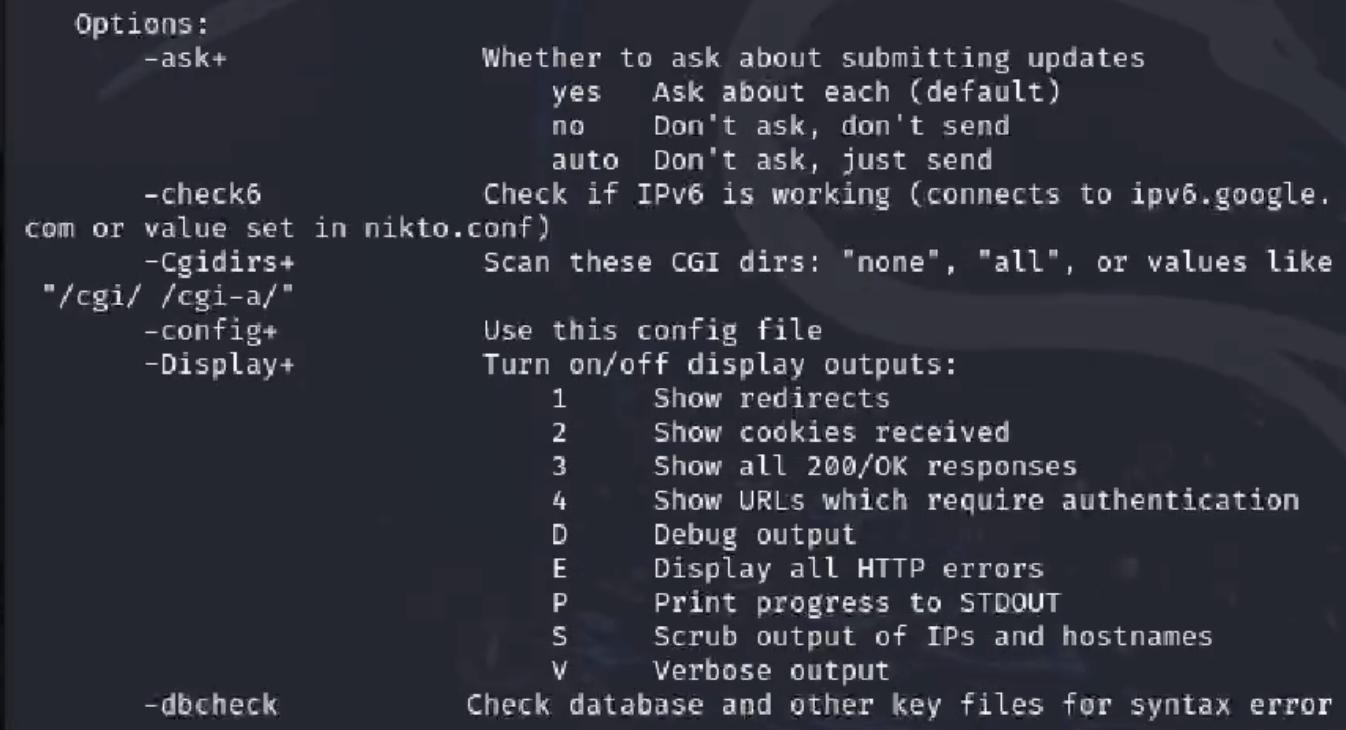 Options:
-ask+ Whether to ask about submitting updates
yes Ask about each (default)
no Don't ask, don't send
auto Don't ask, just send
-check6 Check if IPv6 is working (connects to ipv6.google.
com or value set in nikto.conf)
-Cgidirs+ Scan these CGI dirs: "none", "all", or values like
"/cgi/ /cgi-a/"
-config+ Use this config file
-Display+ Turn on/off display outputs:
1 Show redirects
2 Show cookies received
3 Show all 200/OK responses
4 Show URLs which require authentication
D Debug output
E Display all HTTP errors
P Print progress to STDOUT
S Scrub output of IPs and hostnames
V Verbose output
-dbcheck Check database and other key files for syntax error